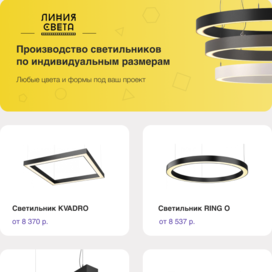 ЛИНИЯ
СВЕТА
Производство светильников
по индивидуальным размерам
Любые цвета и формы под ваш проект
Светильник KVADRO
Светильник RING O
от 8 370 р.
от 8 537 р.